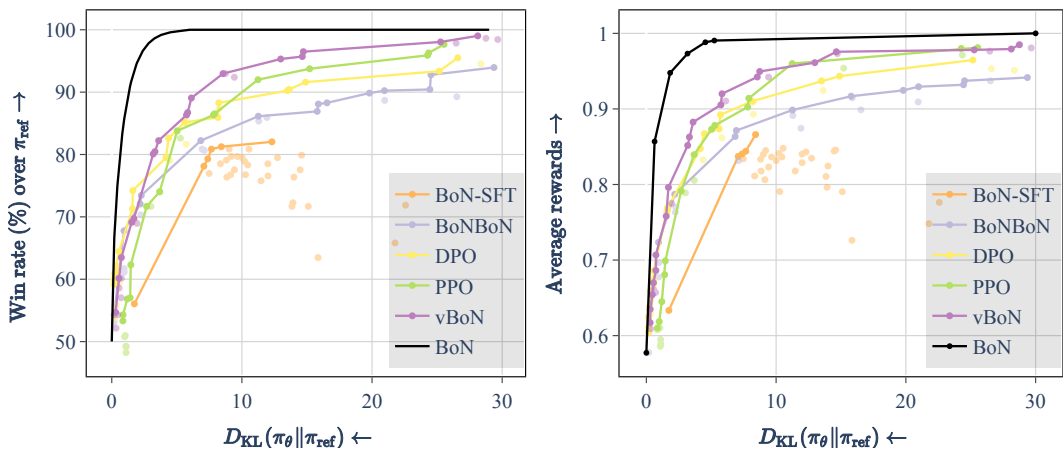 Win rate (%) over π_ref →
100
90
80
70
60
50
0
10
20
30
D_KL(π_θ‖π_ref) ←
BoN-SFT
BoNBoN
DPO
PPO
vBoN
BoN
Average rewards →
1
0.9
0.8
0.7
0.6
0
10
20
30
D_KL(π_θ‖π_ref) ←
BoN-SFT
BoNBoN
DPO
PPO
vBoN
BoN